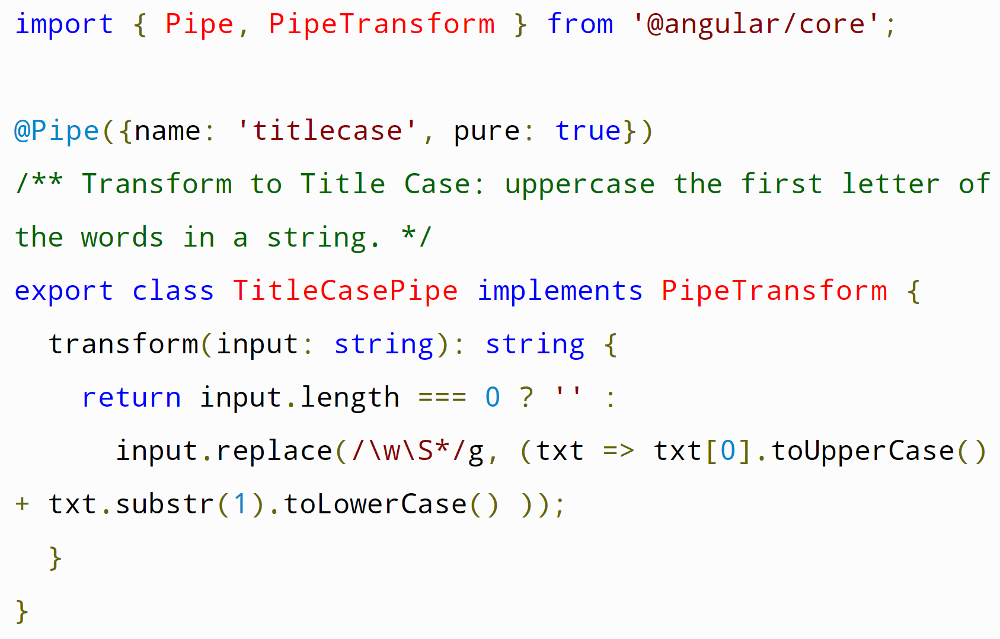 import { Pipe, PipeTransform } from '@angular/core';

@Pipe({name: 'titlecase', pure: true})
/** Transform to Title Case: uppercase the first letter of
the words in a string. */
export class TitleCasePipe implements PipeTransform {
  transform(input: string): string {
    return input.length === 0 ? '' :
      input.replace(/\w\S*/g, (txt => txt[0].toUpperCase()
+ txt.substr(1).toLowerCase() ));
  }
}